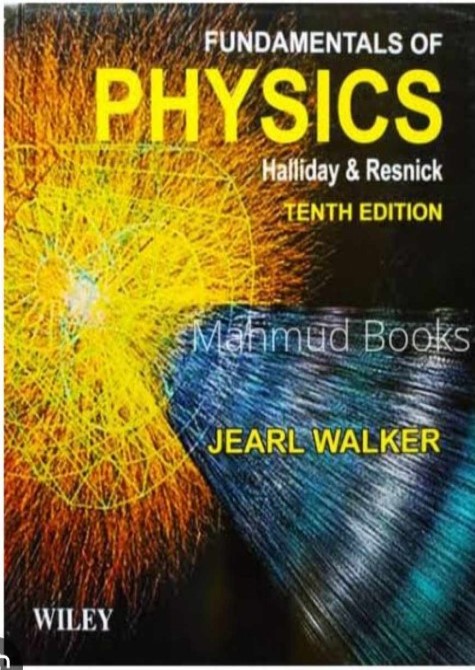 FUNDAMENTALS OF
PHYSICS
Halliday & Resnick
TENTH EDITION
Mahmud Books
JEARL WALKER
WILEY